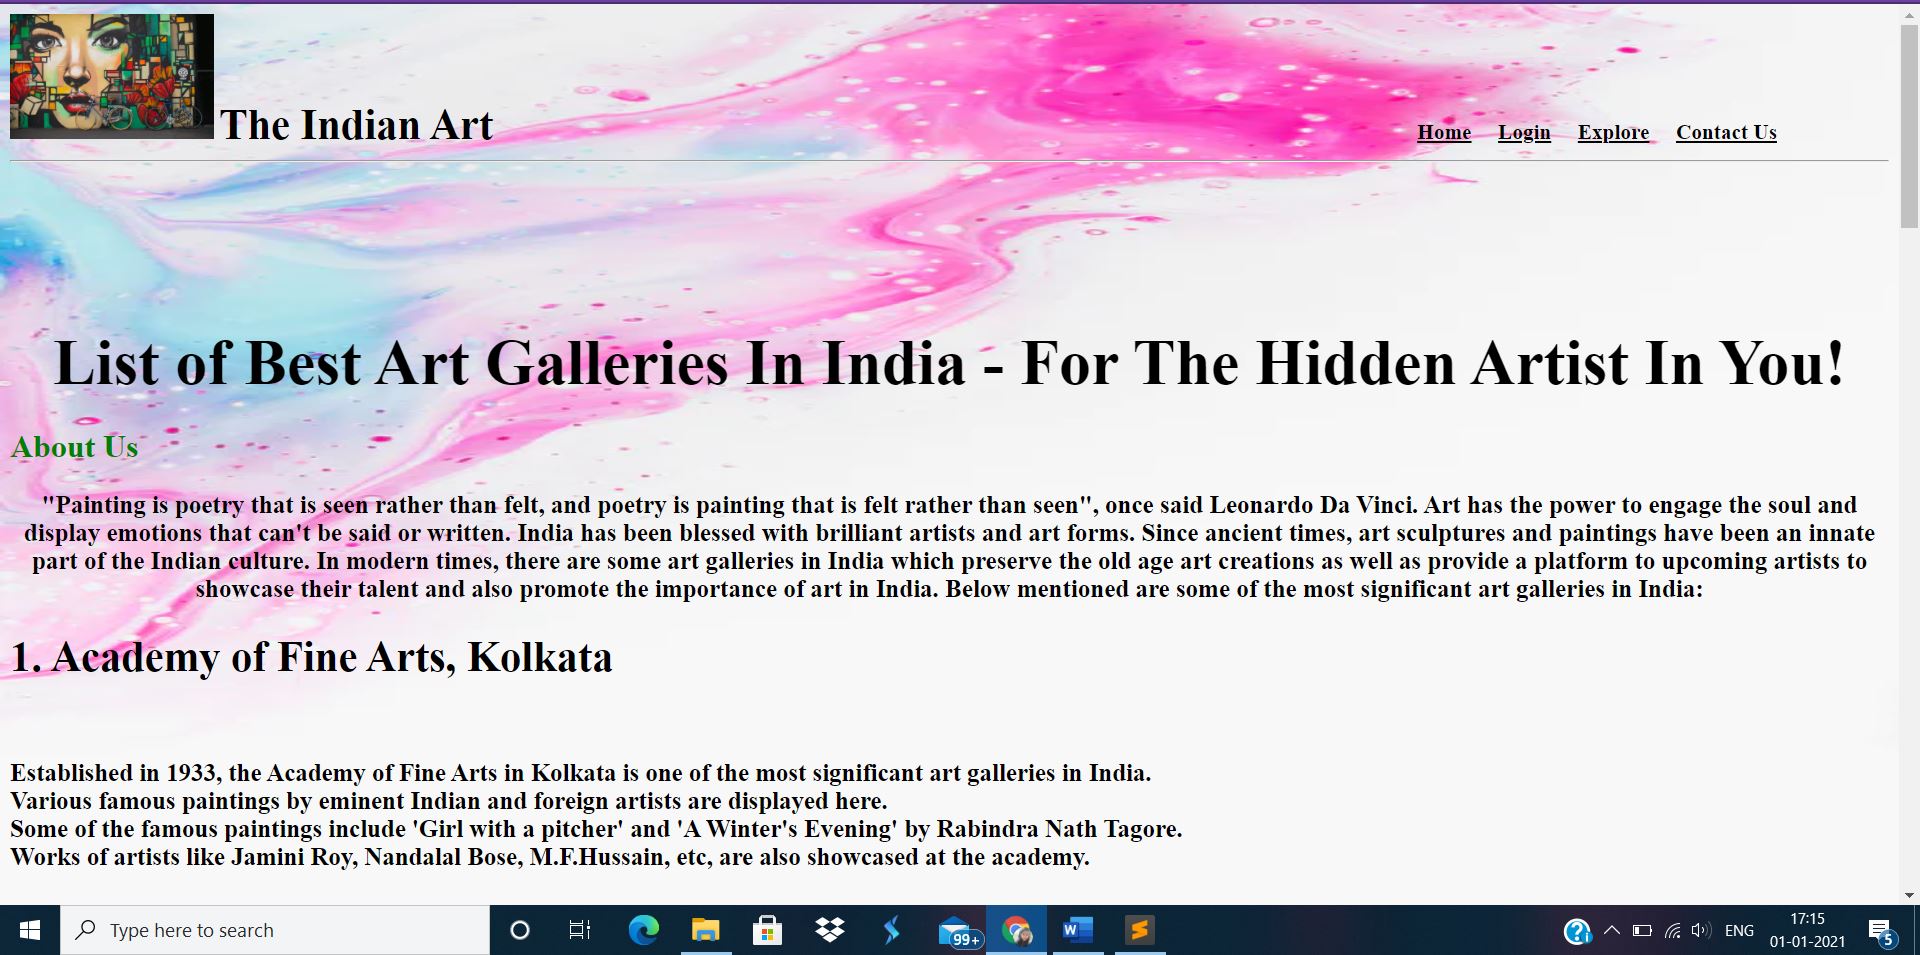 The Indian Art
Home Login Explore Contact Us
List of Best Art Galleries In India - For The Hidden Artist In You!
About Us
"Painting is poetry that is seen rather than felt, and poetry is painting that is felt rather than seen", once said Leonardo Da Vinci. Art has the power to engage the soul and
display emotions that can't be said or written. India has been blessed with brilliant artists and art forms. Since ancient times, art sculptures and paintings have been an innate
part of the Indian culture. In modern times, there are some art galleries in India which preserve the old age art creations as well as provide a platform to upcoming artists to
showcase their talent and also promote the importance of art in India. Below mentioned are some of the most significant art galleries in India:
1. Academy of Fine Arts, Kolkata
Established in 1933, the Academy of Fine Arts in Kolkata is one of the most significant art galleries in India.
Various famous paintings by eminent Indian and foreign artists are displayed here.
Some of the famous paintings include 'Girl with a pitcher' and 'A Winter's Evening' by Rabindra Nath Tagore.
Works of artists like Jamini Roy, Nandalal Bose, M.F.Hussain, etc, are also showcased at the academy.
Type here to search
99+
W
ENG
17:15
01-01-2021
5